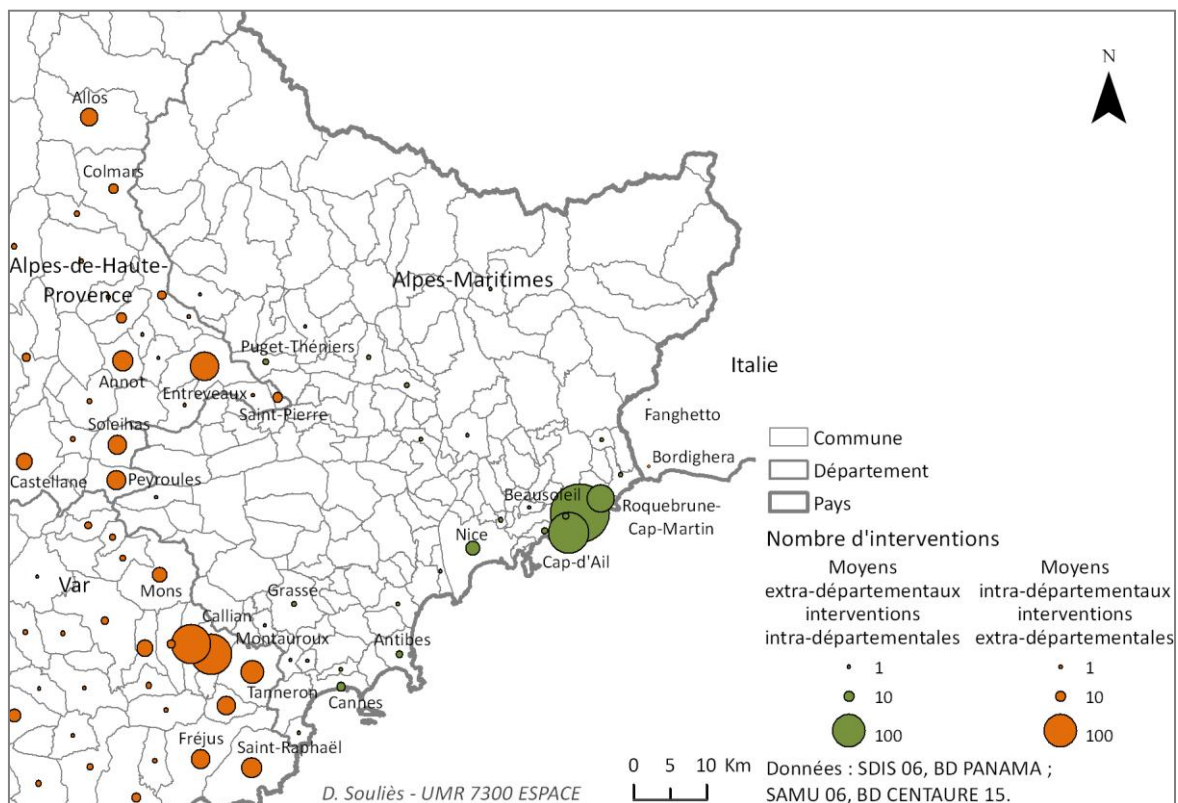 N
Allos
Colmars
Alpes-de-Haute-
Provence
Alpes-Maritimes
Puget-Théniers
Italie
Annot
Entreveaux
Saint-Pierre
Fanghetto
Soleihas
Commune
Bordighera
Castellane
Peyroules
Département
Beausoleil
Pays
Roquebrune-
Cap-Martin
Nice
Cap-d'Ail
Nombre d'interventions
Var
Mons
Grasse
Moyens
extra-départementaux
interventions
intra-départementales
Moyens
intra-départementaux
interventions
extra-départementales
Callian
Montauroux
Antibes
1
1
Tanneron
Cannes
10
10
Fréjus
Saint-Raphaël
100
100
0 5 10 Km
Données : SDIS 06, BD PANAMA ;
SAMU 06, BD CENTAURE 15.
D. Souliès - UMR 7300 ESPACE